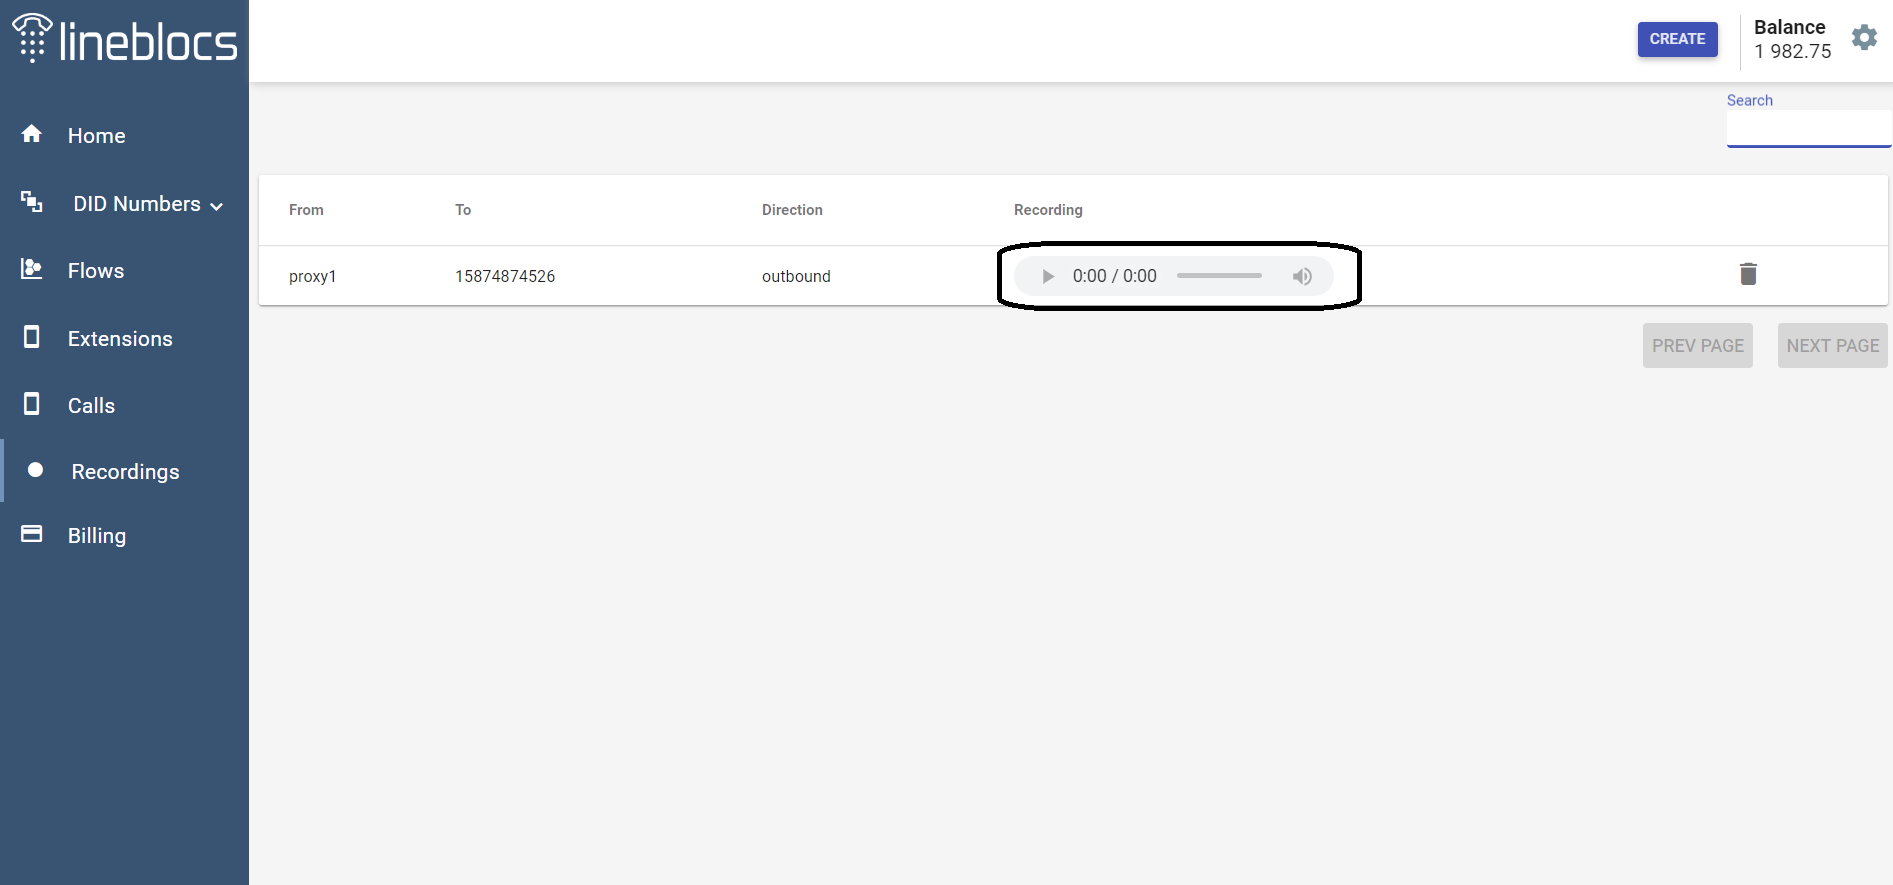 lineblocs
CREATE
Balance
1 982.75
Search
Home
DID Numbers
Flows
Extensions
Calls
Recordings
Billing
From To Direction Recording
proxy1 15874874526 outbound 0:00 / 0:00
PREV PAGE NEXT PAGE